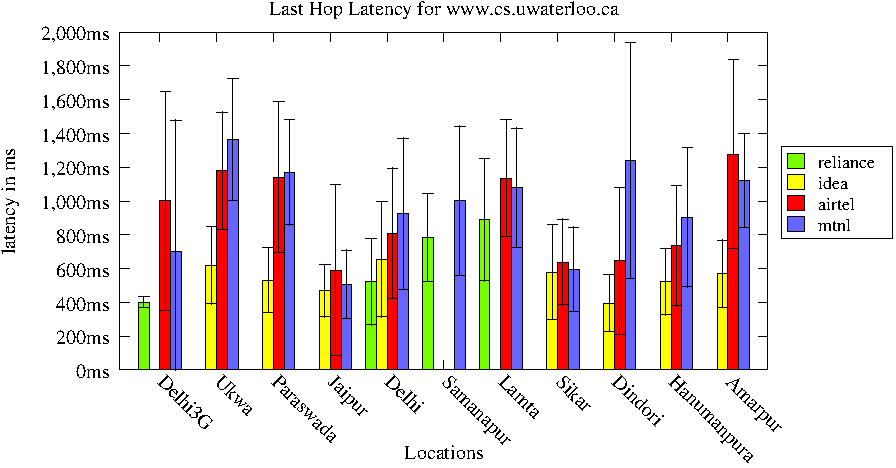 Last Hop Latency for www.cs.uwaterloo.ca
2,000ms
1,800ms
1,600ms
1,400ms
1,200ms
1,000ms
800ms
600ms
400ms
200ms
0ms
latency in ms
reliance
idea
airtel
mtnl
Delhi3G
Ukwa
Paraswada
Jaipur
Delhi
Samanapur
Lamta
Sikar
Dindori
Hanumanpura
Amarpur
Locations